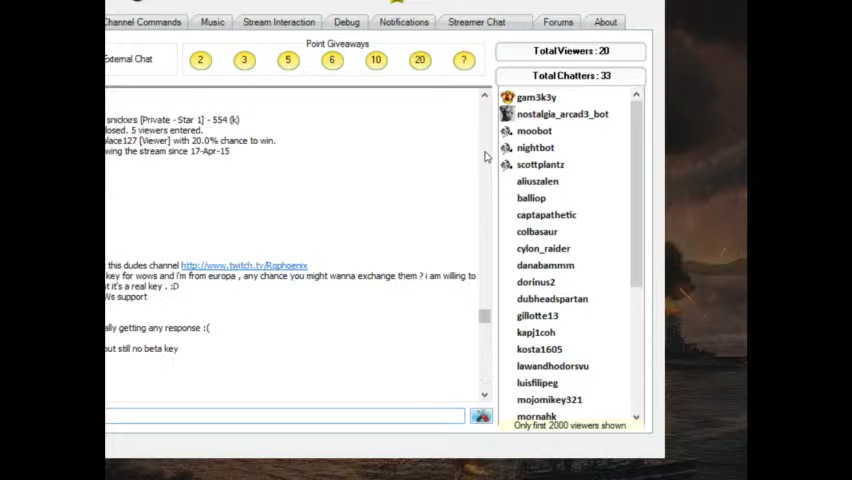 Channel Commands
Music
Stream Interaction
Debug
Notifications
Streamer Chat
Forums
About
External Chat
Point Giveaways
2
3
5
6
10
20
?
Total Viewers: 20
Total Chatters: 33
[Private - Star 1] - 554 (k)
losed. 5 viewers entered.
place127 [Viewer] with 20.0% chance to win.
wing the stream since 17-Apr-15
t this dudes channel http://www.twitch.tv/Rophoenix
key for wows and i'm from europa , any chance you might wanna exchange them ? i am willing to
t it's a real key . :D
Ws support
ally getting any response :(
but still no beta key
gam3k3y
nostalgia_arcad3_bot
moobot
nightbot
scottplantz
aliuszalen
balliop
captapathetic
colbasaur
cylon_raider
danabammm
dorinus2
dubheadspartan
gillotte13
kapj1coh
kosta1605
lawandhodorsvu
luisfilipeg
mojomikey321
mornahk
Only first 2000 viewers shown